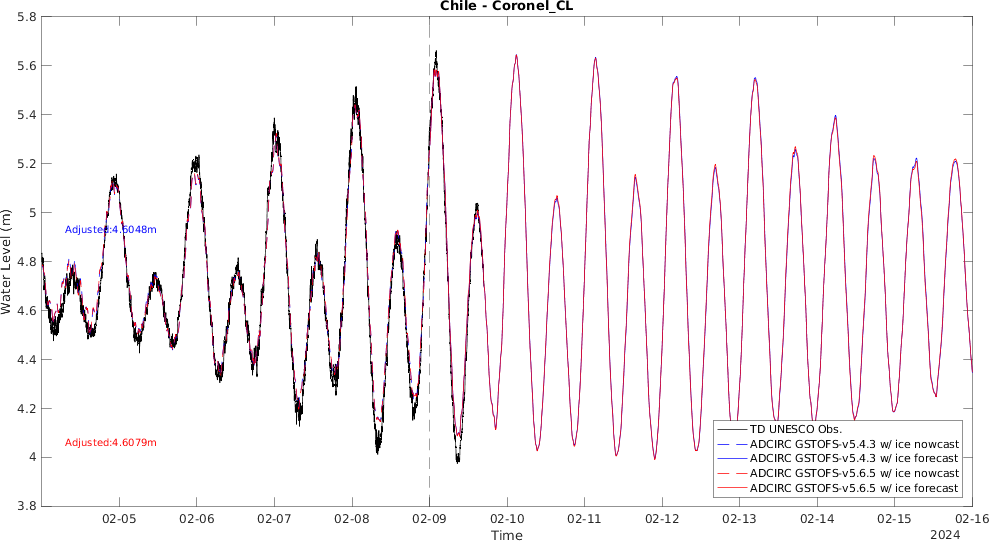 Chile - Coronel_CL
5.8
5.6
5.4
5.2
5
4.8
4.6
4.4
4.2
4
3.8
Water Level (m)
Adjusted:4.6048m
Adjusted:4.6079m
TD UNESCO Obs.
ADCIRC GSTOFS-v5.4.3 w/ ice nowcast
ADCIRC GSTOFS-v5.4.3 w/ ice forecast
ADCIRC GSTOFS-v5.6.5 w/ ice nowcast
ADCIRC GSTOFS-v5.6.5 w/ ice forecast
02-05 02-06 02-07 02-08 02-09 02-10 02-11 02-12 02-13 02-14 02-15 02-16
Time
2024